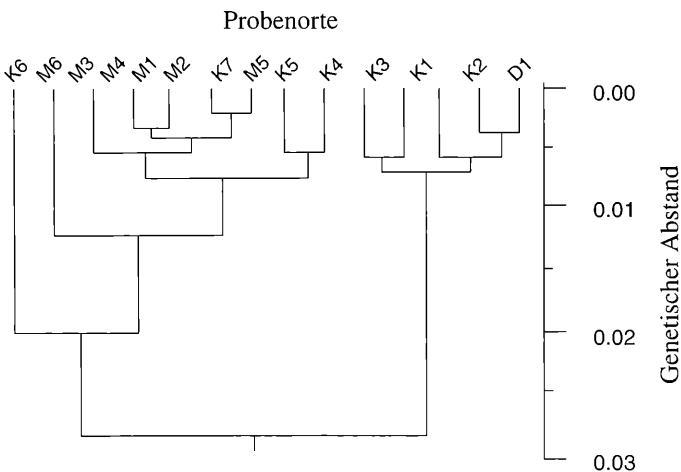 Probenorte
K6 M6 M3 M4 M1 M2 K7 M5 K5 K4 K3 K1 K2 D1
0.00
0.01
0.02
0.03
Genetischer Abstand